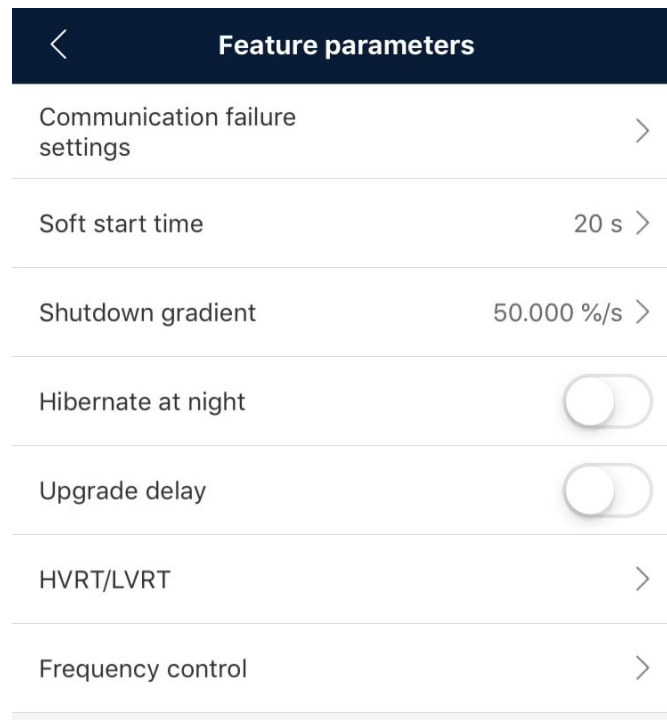 Feature parameters
Communication failure
settings
Soft start time
20 s
Shutdown gradient
50.000 %/s
Hibernate at night
Upgrade delay
HVRT/LVRT
Frequency control